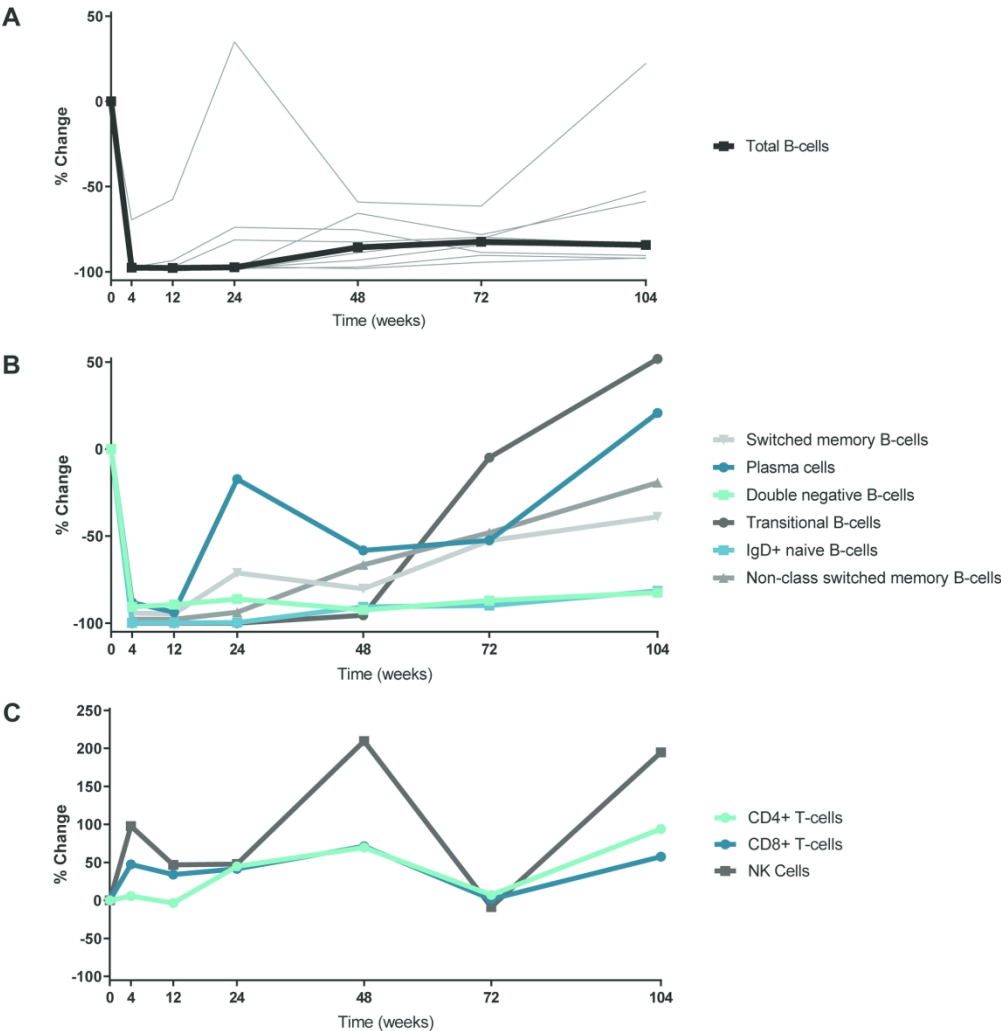 A
50
0
-50
-100
% Change
0 4 12 24 48 72 104
Time (weeks)
Total B-cells
B
50
0
-50
-100
% Change
0 4 12 24 48 72 104
Time (weeks)
Switched memory B-cells
Plasma cells
Double negative B-cells
Transitional B-cells
IgD+ naive B-cells
Non-class switched memory B-cells
C
250
200
150
100
50
0
-50
-100
% Change
0 4 12 24 48 72 104
Time (weeks)
CD4+ T-cells
CD8+ T-cells
NK Cells